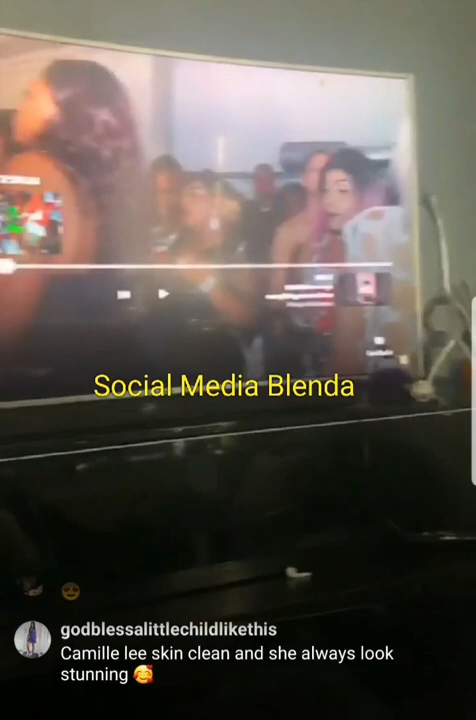 Social Media Blenda
godblessalittlechildlikethis
Camille lee skin clean and she always look
stunning 🥰